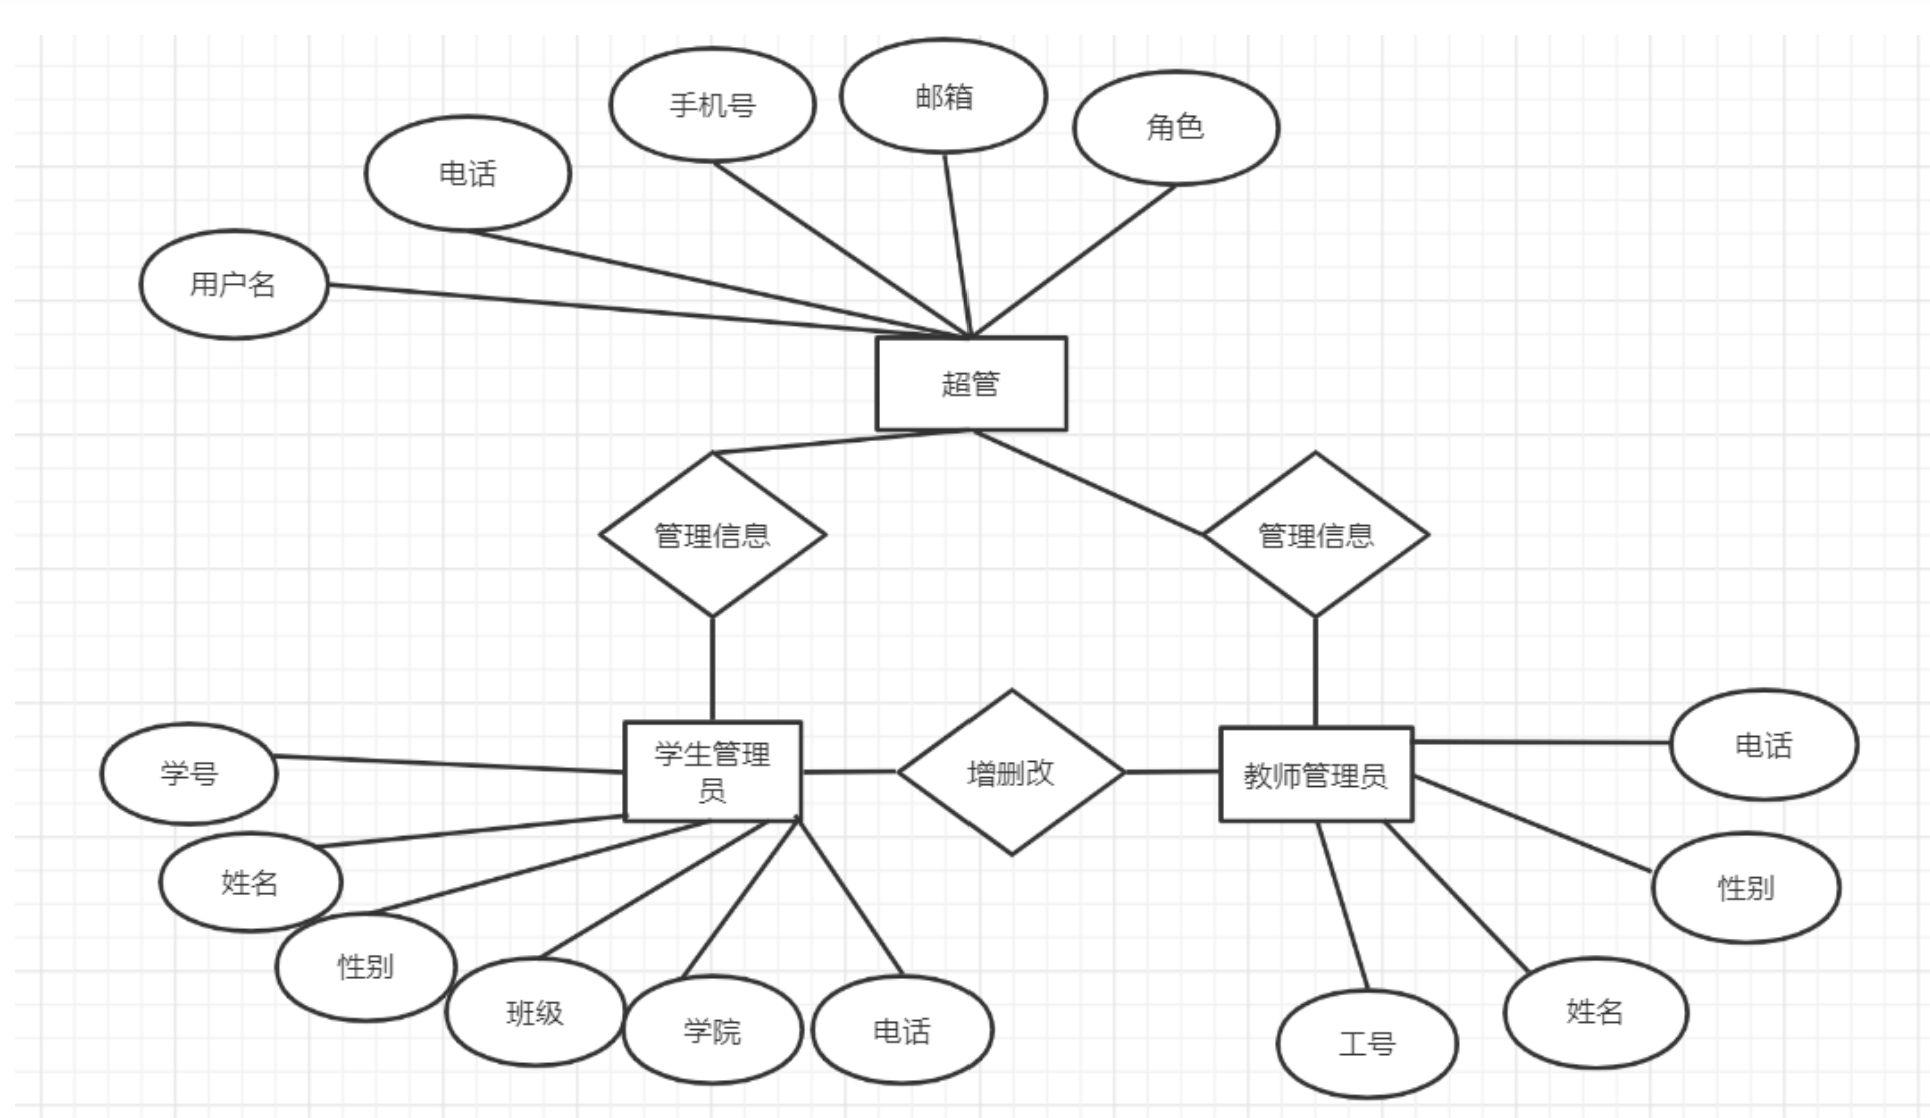 邮箱
手机号
角色
电话
用户名
超管
管理信息
管理信息
学号
学生管理
员
增删改
教师管理员
电话
姓名
性别
性别
班级
学院
电话
工号
姓名